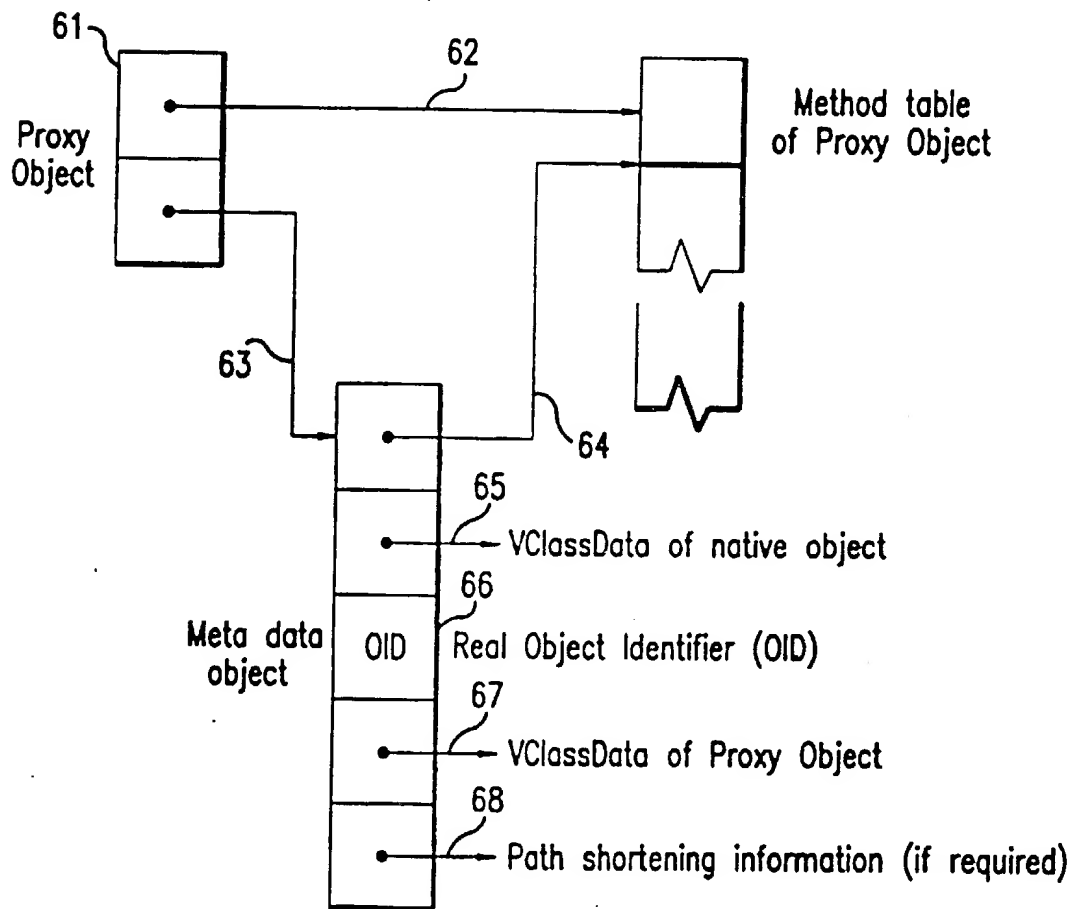 61
62
Proxy
Object
Method table
of Proxy Object
63
64
65
VClassData of native object
66
Meta data
object
OID
Real Object Identifier (OID)
67
VClassData of Proxy Object
68
Path shortening information (if required)